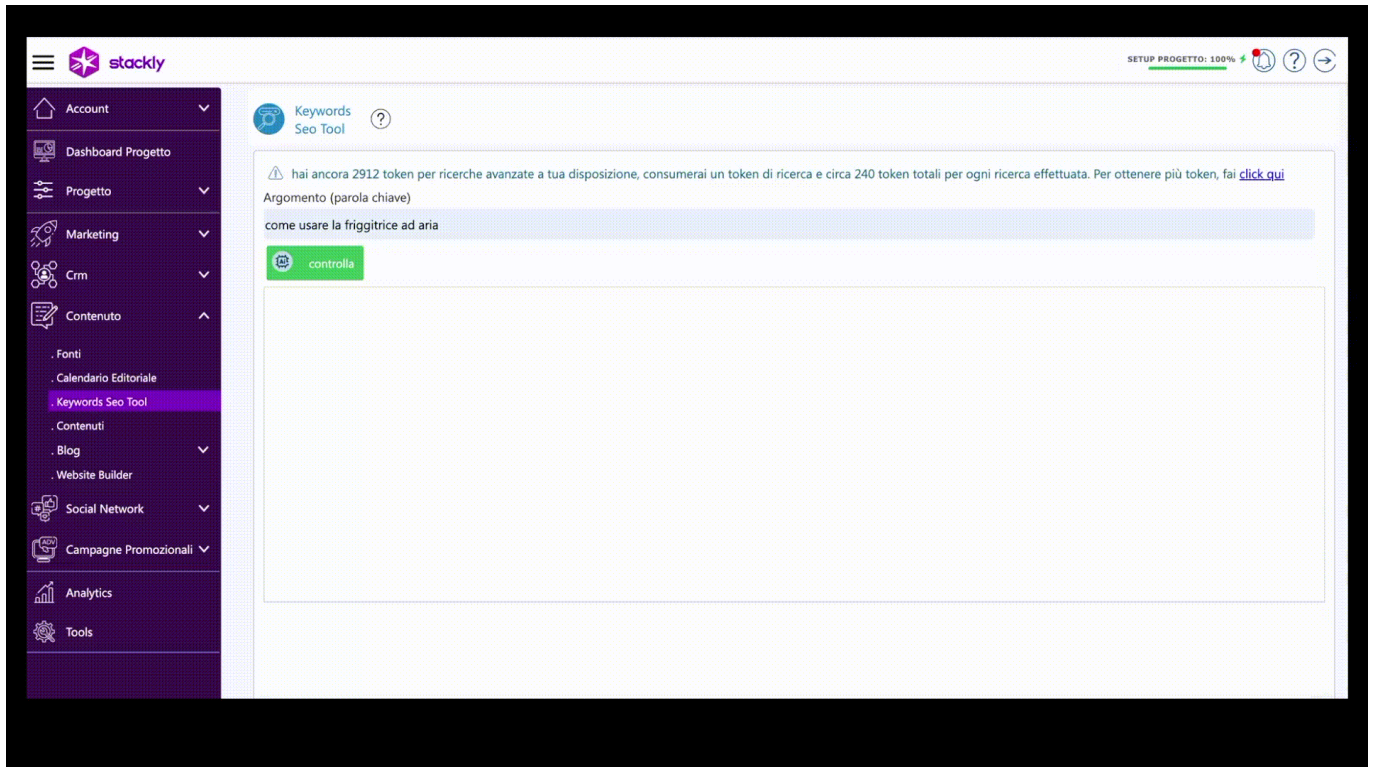 stackly
SETUP PROGETTO: 100%
Account
Dashboard Progetto
Progetto
Marketing
Crm
Contenuto
. Fonti
. Calendario Editoriale
. Keywords Seo Tool
. Contenuti
. Blog
. Website Builder
Social Network
ADV
Campagne Promozionali
Analytics
Tools
Keywords
Seo Tool
?
hai ancora 2912 token per ricerche avanzate a tua disposizione, consumerai un token di ricerca e circa 240 token totali per ogni ricerca effettuata. Per ottenere più token, fai click qui
Argomento (parola chiave)
come usare la friggitrice ad aria
AI
controlla